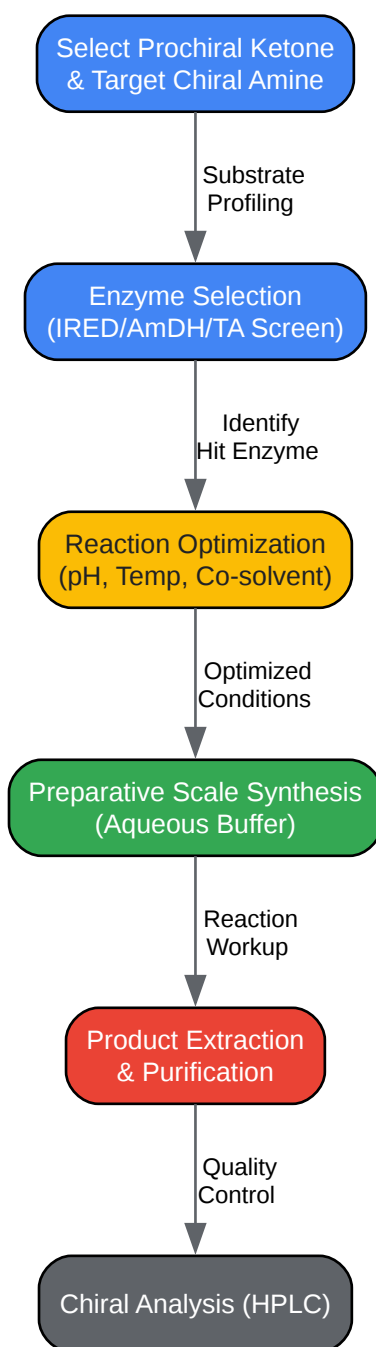 Select Prochiral Ketone
& Target Chiral Amine
Substrate
Profiling
Enzyme Selection
(IRED/AmDH/TA Screen)
Identify
Hit Enzyme
Reaction Optimization
(pH, Temp, Co-solvent)
Optimized
Conditions
Preparative Scale Synthesis
(Aqueous Buffer)
Reaction
Workup
Product Extraction
& Purification
Quality
Control
Chiral Analysis (HPLC)